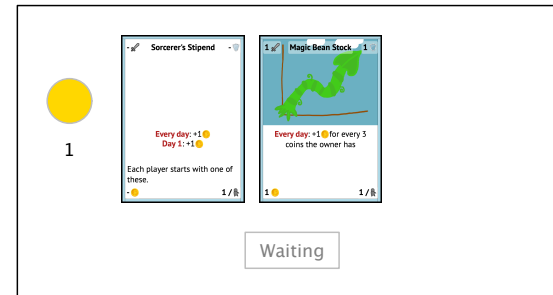 - Sorcerer's Stipend -
1 Magic Bean Stock 1
Every day: +1
Day 1: +1
Each player starts with one of
these.
- 1 /
Every day: +1 for every 3
coins the owner has
1 1 /
1
Waiting